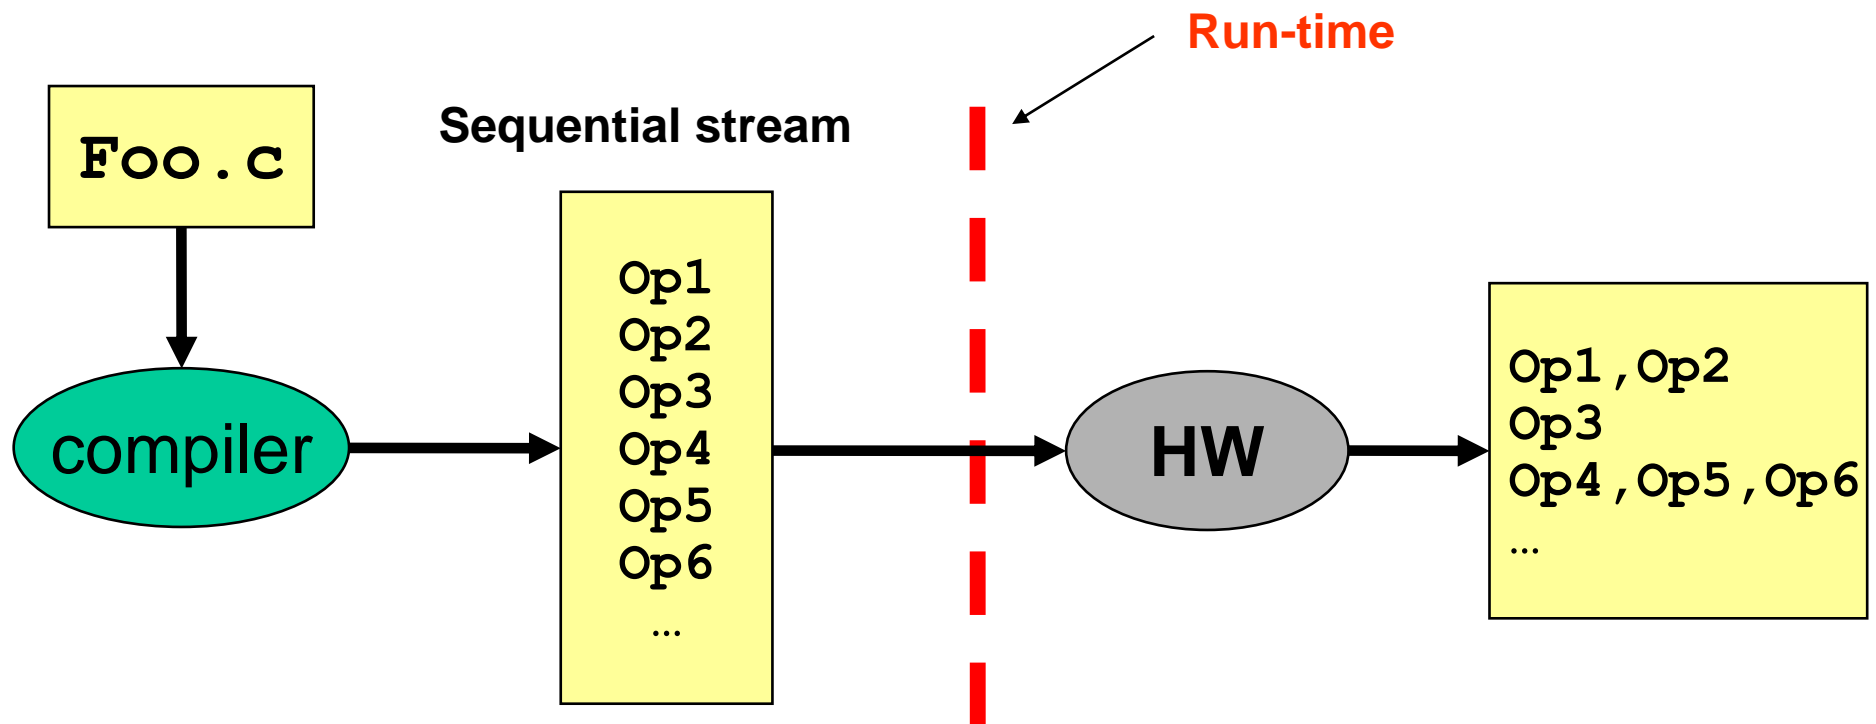 Run-time
Foo.c
Sequential stream
compiler
Op1
Op2
Op3
Op4
Op5
Op6
…
HW
Op1,Op2
Op3
Op4,Op5,Op6
…